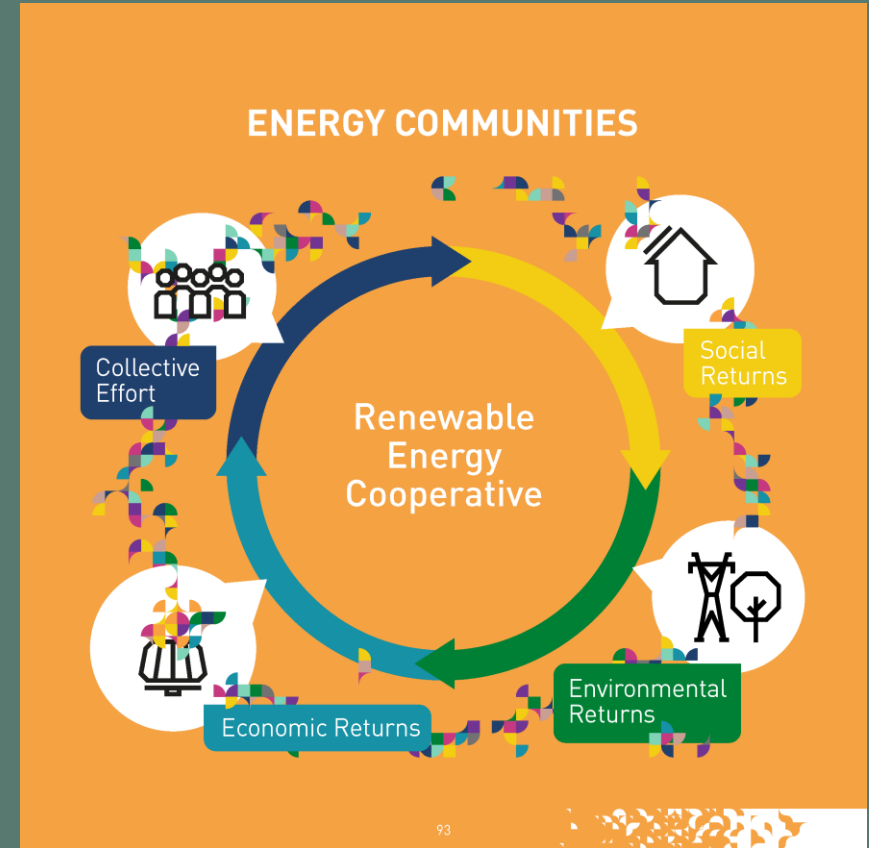 ENERGY COMMUNITIES
Collective
Effort
Social
Returns
Renewable
Energy
Cooperative
Environmental
Returns
Economic Returns
93